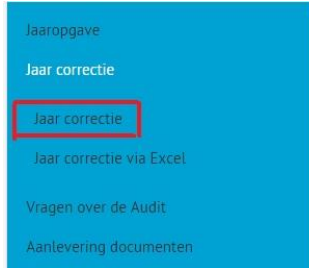 Jaaropgave
Jaar correctie
Jaar correctie
Jaar correctie via Excel
Vragen over de Audit
Aanlevering documenten